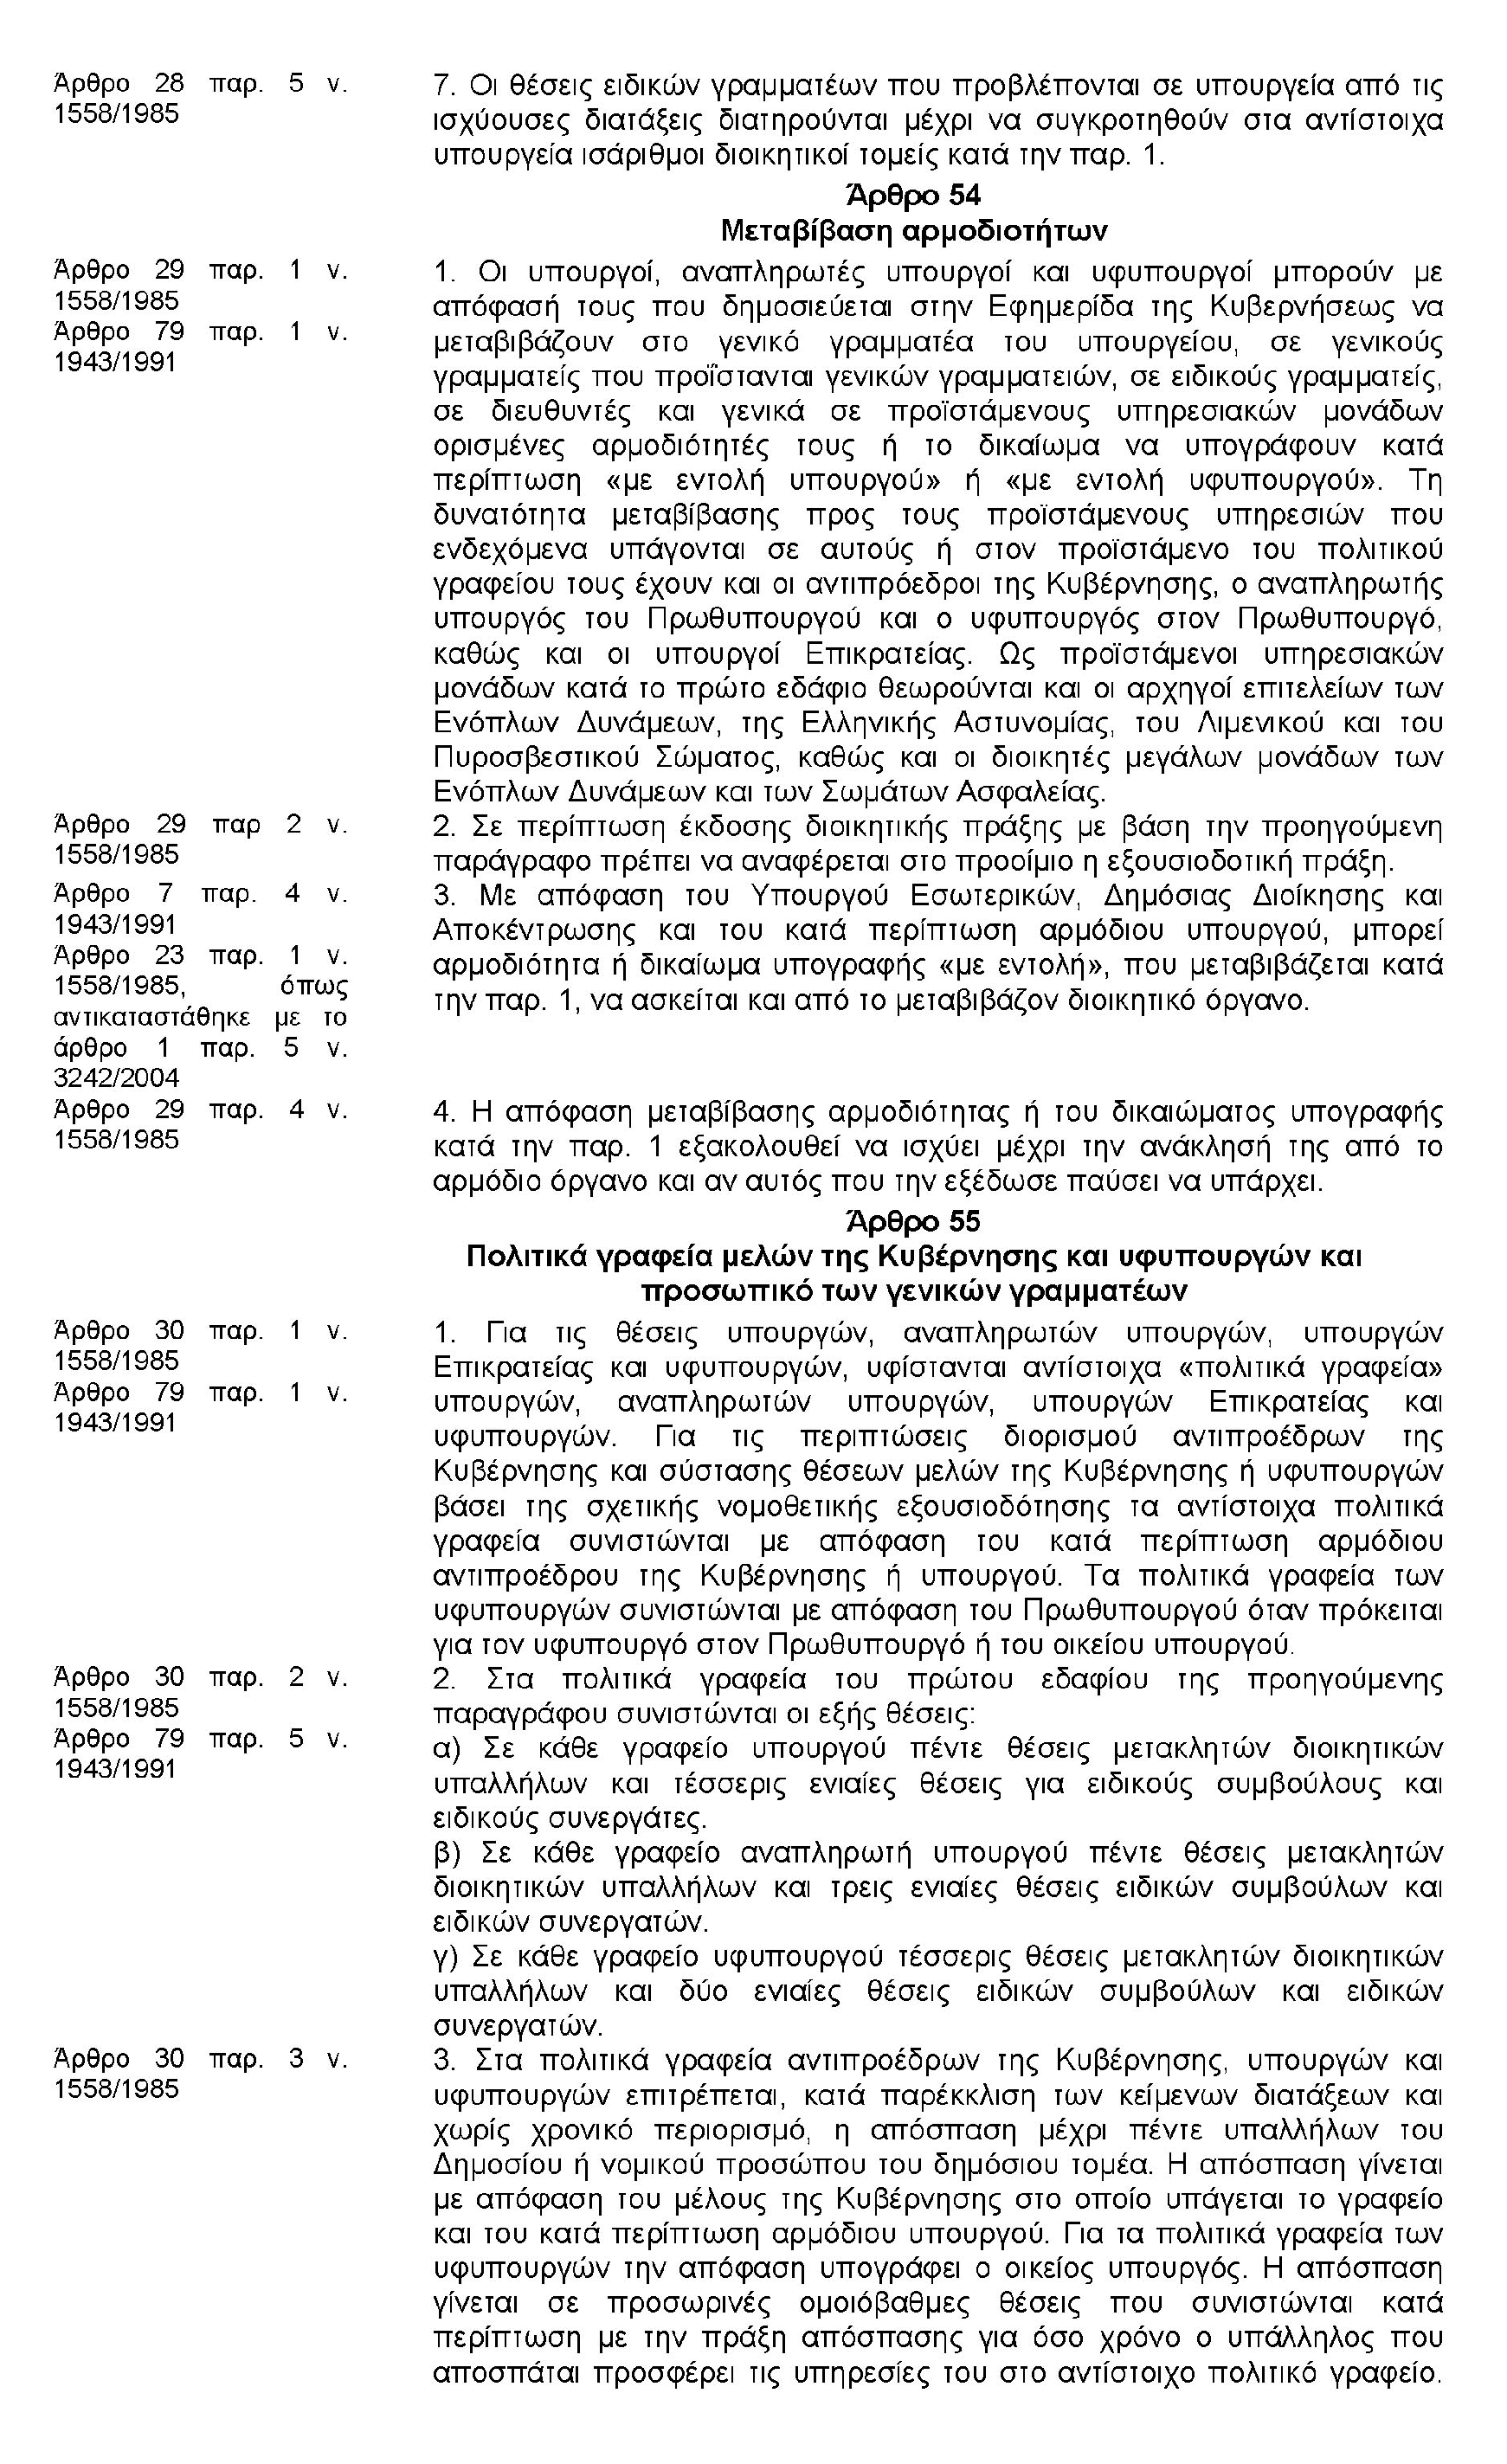 Άρθρο 28 παρ. 5 ν.
1558/1985
7. Οι θέσεις ειδικών γραμματέων που προβλέπονται σε υπουργεία από τις
ισχύουσες διατάξεις διατηρούνται μέχρι να συγκροτηθούν στα αντίστοιχα
υπουργεία ισάριθμοι διοικητικοί τομείς κατά την παρ. 1.
Άρθρο 54
Μεταβίβαση αρμοδιοτήτων
Άρθρο 29 παρ. 1 ν.
1558/1985
Άρθρο 79 παρ. 1 ν.
1943/1991
1. Οι υπουργοί, αναπληρωτές υπουργοί και υφυπουργοί μπορούν με
απόφασή τους που δημοσιεύεται στην Εφημερίδα της Κυβερνήσεως να
μεταβιβάζουν στο γενικό γραμματέα του υπουργείου, σε γενικούς
γραμματείς που προΐστανται γενικών γραμματειών, σε ειδικούς γραμματείς,
σε διευθυντές και γενικά σε προϊστάμενους υπηρεσιακών μονάδων
ορισμένες αρμοδιότητές τους ή το δικαίωμα να υπογράφουν κατά
περίπτωση «με εντολή υπουργού» ή «με εντολή υφυπουργού». Τη
δυνατότητα μεταβίβασης προς τους προϊστάμενους υπηρεσιών που
ενδεχόμενα υπάγονται σε αυτούς ή στον προϊστάμενο του πολιτικού
γραφείου τους έχουν και οι αντιπρόεδροι της Κυβέρνησης, ο αναπληρωτής
υπουργός του Πρωθυπουργού και ο υφυπουργός στον Πρωθυπουργό,
καθώς και οι υπουργοί Επικρατείας. Ως προϊστάμενοι υπηρεσιακών
μονάδων κατά το πρώτο εδάφιο θεωρούνται και οι αρχηγοί επιτελείων των
Ενόπλων Δυνάμεων, της Ελληνικής Αστυνομίας, του Λιμενικού και του
Πυροσβεστικού Σώματος, καθώς και οι διοικητές μεγάλων μονάδων των
Ενόπλων Δυνάμεων και των Σωμάτων Ασφαλείας.
Άρθρο 29 παρ 2 ν.
1558/1985
2. Σε περίπτωση έκδοσης διοικητικής πράξης με βάση την προηγούμενη
παράγραφο πρέπει να αναφέρεται στο προοίμιο η εξουσιοδοτική πράξη.
Άρθρο 7 παρ. 4 ν.
1943/1991
Άρθρο 23 παρ. 1 ν.
1558/1985, όπως
αντικαταστάθηκε με το
άρθρο 1 παρ. 5 ν.
3242/2004
3. Με απόφαση του Υπουργού Εσωτερικών, Δημόσιας Διοίκησης και
Αποκέντρωσης και του κατά περίπτωση αρμόδιου υπουργού, μπορεί
αρμοδιότητα ή δικαίωμα υπογραφής «με εντολή», που μεταβιβάζεται κατά
την παρ. 1, να ασκείται και από το μεταβιβάζον διοικητικό όργανο.
Άρθρο 29 παρ. 4 ν.
1558/1985
4. Η απόφαση μεταβίβασης αρμοδιότητας ή του δικαιώματος υπογραφής
κατά την παρ. 1 εξακολουθεί να ισχύει μέχρι την ανάκλησή της από το
αρμόδιο όργανο και αν αυτός που την εξέδωσε παύσει να υπάρχει.
Άρθρο 55
Πολιτικά γραφεία μελών της Κυβέρνησης και υφυπουργών και
προσωπικό των γενικών γραμματέων
Άρθρο 30 παρ. 1 ν.
1558/1985
Άρθρο 79 παρ. 1 ν.
1943/1991
1. Για τις θέσεις υπουργών, αναπληρωτών υπουργών, υπουργών
Επικρατείας και υφυπουργών, υφίστανται αντίστοιχα «πολιτικά γραφεία»
υπουργών, αναπληρωτών υπουργών, υπουργών Επικρατείας και
υφυπουργών. Για τις περιπτώσεις διορισμού αντιπροέδρων της
Κυβέρνησης και σύστασης θέσεων μελών της Κυβέρνησης ή υφυπουργών
βάσει της σχετικής νομοθετικής εξουσιοδότησης τα αντίστοιχα πολιτικά
γραφεία συνιστώνται με απόφαση του κατά περίπτωση αρμόδιου
αντιπροέδρου της Κυβέρνησης ή υπουργού. Τα πολιτικά γραφεία των
υφυπουργών συνιστώνται με απόφαση του Πρωθυπουργού όταν πρόκειται
για τον υφυπουργό στον Πρωθυπουργό ή του οικείου υπουργού.
Άρθρο 30 παρ. 2 ν.
1558/1985
Άρθρο 79 παρ. 5 ν.
1943/1991
2. Στα πολιτικά γραφεία του πρώτου εδαφίου της προηγούμενης
παραγράφου συνιστώνται οι εξής θέσεις:
α) Σε κάθε γραφείο υπουργού πέντε θέσεις μετακλητών διοικητικών
υπαλλήλων και τέσσερις ενιαίες θέσεις για ειδικούς συμβούλους και
ειδικούς συνεργάτες.
β) Σε κάθε γραφείο αναπληρωτή υπουργού πέντε θέσεις μετακλητών
διοικητικών υπαλλήλων και τρεις ενιαίες θέσεις ειδικών συμβούλων και
ειδικών συνεργατών.
γ) Σε κάθε γραφείο υφυπουργού τέσσερις θέσεις μετακλητών διοικητικών
υπαλλήλων και δύο ενιαίες θέσεις ειδικών συμβούλων και ειδικών
συνεργατών.
Άρθρο 30 παρ. 3 ν.
1558/1985
3. Στα πολιτικά γραφεία αντιπροέδρων της Κυβέρνησης, υπουργών και
υφυπουργών επιτρέπεται, κατά παρέκκλιση των κείμενων διατάξεων και
χωρίς χρονικό περιορισμό, η απόσπαση μέχρι πέντε υπαλλήλων του
Δημοσίου ή νομικού προσώπου του δημόσιου τομέα. Η απόσπαση γίνεται
με απόφαση του μέλους της Κυβέρνησης στο οποίο υπάγεται το γραφείο
και του κατά περίπτωση αρμόδιου υπουργού. Για τα πολιτικά γραφεία των
υφυπουργών την απόφαση υπογράφει ο οικείος υπουργός. Η απόσπαση
γίνεται σε προσωρινές ομοιόβαθμες θέσεις που συνιστώνται κατά
περίπτωση με την πράξη απόσπασης για όσο χρόνο ο υπάλληλος που
αποσπάται προσφέρει τις υπηρεσίες του στο αντίστοιχο πολιτικό γραφείο.